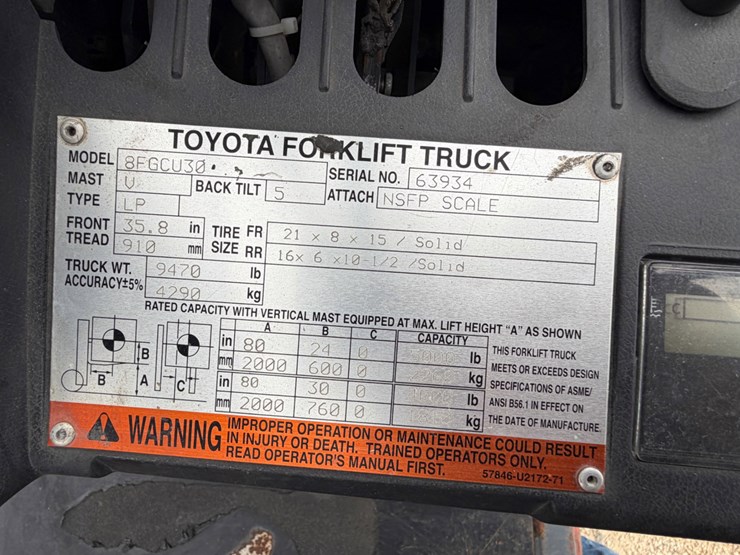 TOYOTA FORKLIFT TRUCK
MODEL 8FGCU30 SERIAL NO. 63934
MAST V BACK TILT 5 ATTACH NSFP SCALE
TYPE LP
FRONT TREAD 35.8 in 910 mm
TIRE SIZE FR 21 x 8 x 15 / Solid
RR 16x 6 x10-1/2 /Solid
TRUCK WT. 9470 lb
ACCURACY±5% 4290 kg
RATED CAPACITY WITH VERTICAL MAST EQUIPPED AT MAX. LIFT HEIGHT "A" AS SHOWN
A B C CAPACITY
in 80 24 0 lb
mm 2000 600 0 kg
in 80 30 0 lb
mm 2000 760 0 kg
B
B A C
THIS FORKLIFT TRUCK
MEETS OR EXCEEDS DESIGN
SPECIFICATIONS OF ASME/
ANSI B56.1 IN EFFECT ON
THE DATE OF MANUFACTURE
WARNING
IMPROPER OPERATION OR MAINTENANCE COULD RESULT
IN INJURY OR DEATH. TRAINED OPERATORS ONLY.
READ OPERATOR'S MANUAL FIRST.
57846-U2172-71